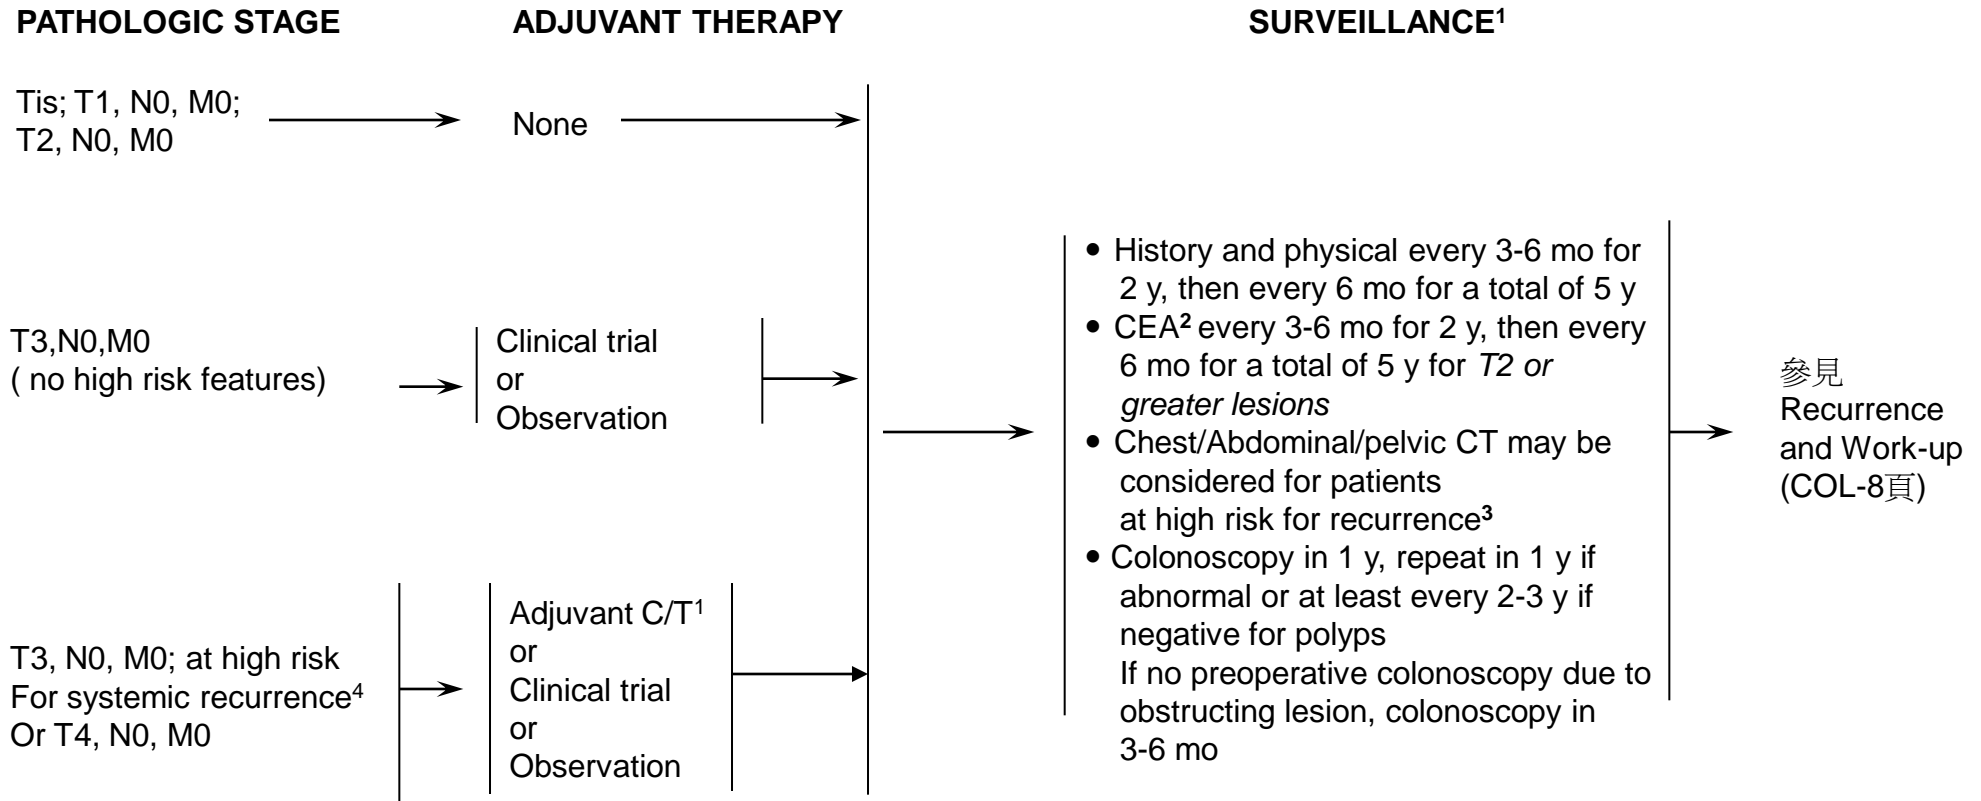 PATHOLOGIC STAGE
ADJUVANT THERAPY
SURVEILLANCE¹
Tis; T1, N0, M0;
T2, N0, M0
None
T3,N0,M0
( no high risk features)
Clinical trial
or
Observation
T3, N0, M0; at high risk
For systemic recurrence⁴
Or T4, N0, M0
Adjuvant C/T¹
or
Clinical trial
or
Observation
• History and physical every 3-6 mo for
2 y, then every 6 mo for a total of 5 y
• CEA² every 3-6 mo for 2 y, then every
6 mo for a total of 5 y for T2 or
greater lesions
• Chest/Abdominal/pelvic CT may be
considered for patients
at high risk for recurrence³
• Colonoscopy in 1 y, repeat in 1 y if
abnormal or at least every 2-3 y if
negative for polyps
If no preoperative colonoscopy due to
obstructing lesion, colonoscopy in
3-6 mo
參見
Recurrence
and Work-up
(COL-8頁)